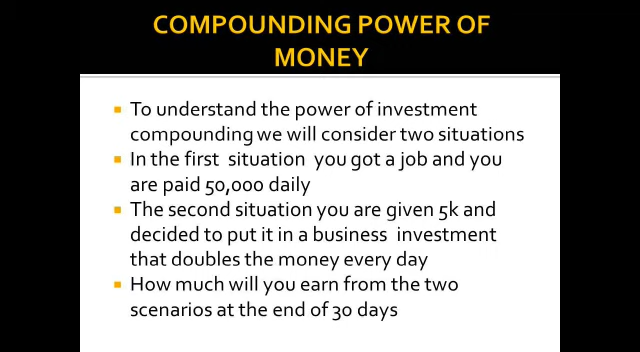 COMPOUNDING POWER OF
MONEY
To understand the power of investment
compounding we will consider two situations
In the first situation you got a job and you
are paid 50,000 daily
The second situation you are given 5k and
decided to put it in a business investment
that doubles the money every day
How much will you earn from the two
scenarios at the end of 30 days